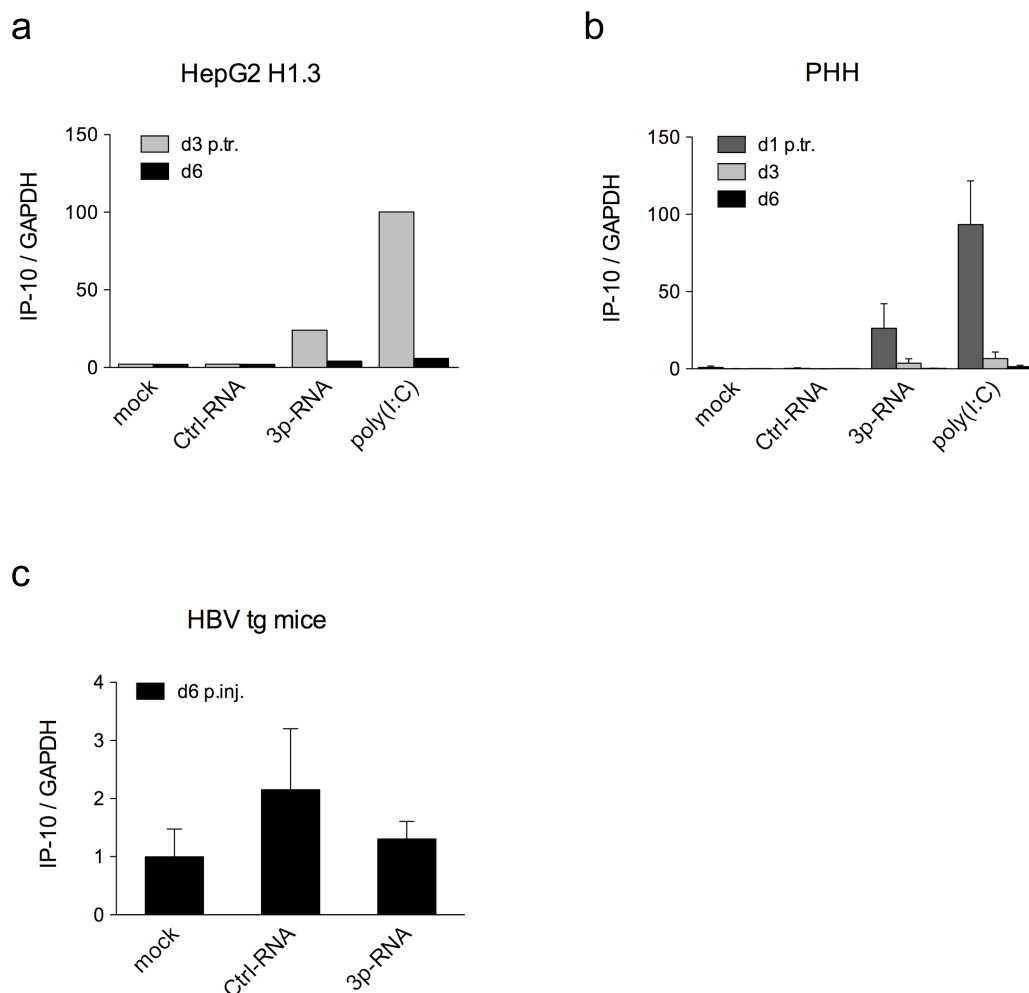 a
HepG2 H1.3
150
100
50
0
IP-10 / GAPDH
d3 p.tr.
d6
mock
Ctrl-RNA
3p-RNA
poly(I:C)
b
PHH
150
100
50
0
IP-10 / GAPDH
d1 p.tr.
d3
d6
mock
Ctrl-RNA
3p-RNA
poly(I:C)
c
HBV tg mice
4
3
2
1
0
IP-10 / GAPDH
d6 p.inj.
mock
Ctrl-RNA
3p-RNA